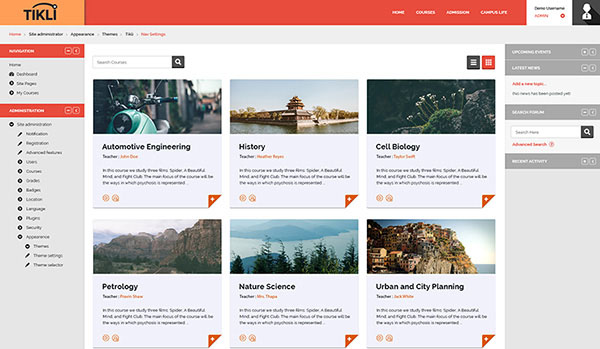 TIKLI
HOME COURSES ADMISSION CAMPUS LIFE
Demo Username
ADMIN
Home Site administrator Appearance Themes Tikli Nav Settings
NAVIGATION
Home
Dashboard
Site Pages
My Courses
ADMINISTRATION
Site administration
Notification
Registration
Advanced features
Users
Courses
Grades
Badges
Location
Language
Plugins
Security
Appearance
Themes
Theme settings
Theme selector
Search Courses
Automotive Engineering
Teacher : John Doe
In this course we study three films: Spider, A Beautiful
Mind, and Fight Club. The main focus of the course will be
the ways in which psychosis is represented ...
History
Teacher : Heather Reyes
In this course we study three films: Spider, A Beautiful
Mind, and Fight Club. The main focus of the course will be
the ways in which psychosis is represented ...
Cell Biology
Teacher : Taylor Swift
In this course we study three films: Spider, A Beautiful
Mind, and Fight Club. The main focus of the course will be
the ways in which psychosis is represented ...
Petrology
Teacher : Pravin Shaw
In this course we study three films: Spider, A Beautiful
Mind, and Fight Club. The main focus of the course will be
the ways in which psychosis is represented ...
Nature Science
Teacher : Mrs. Thapa
In this course we study three films: Spider, A Beautiful
Mind, and Fight Club. The main focus of the course will be
the ways in which psychosis is represented ...
Urban and City Planning
Teacher : Jack White
In this course we study three films: Spider, A Beautiful
Mind, and Fight Club. The main focus of the course will be
the ways in which psychosis is represented ...
UPCOMING EVENTS
LATEST NEWS
Add a new topic...
(No news has been posted yet)
SEARCH FORUM
Search Here
Advanced Search
RECENT ACTIVITY